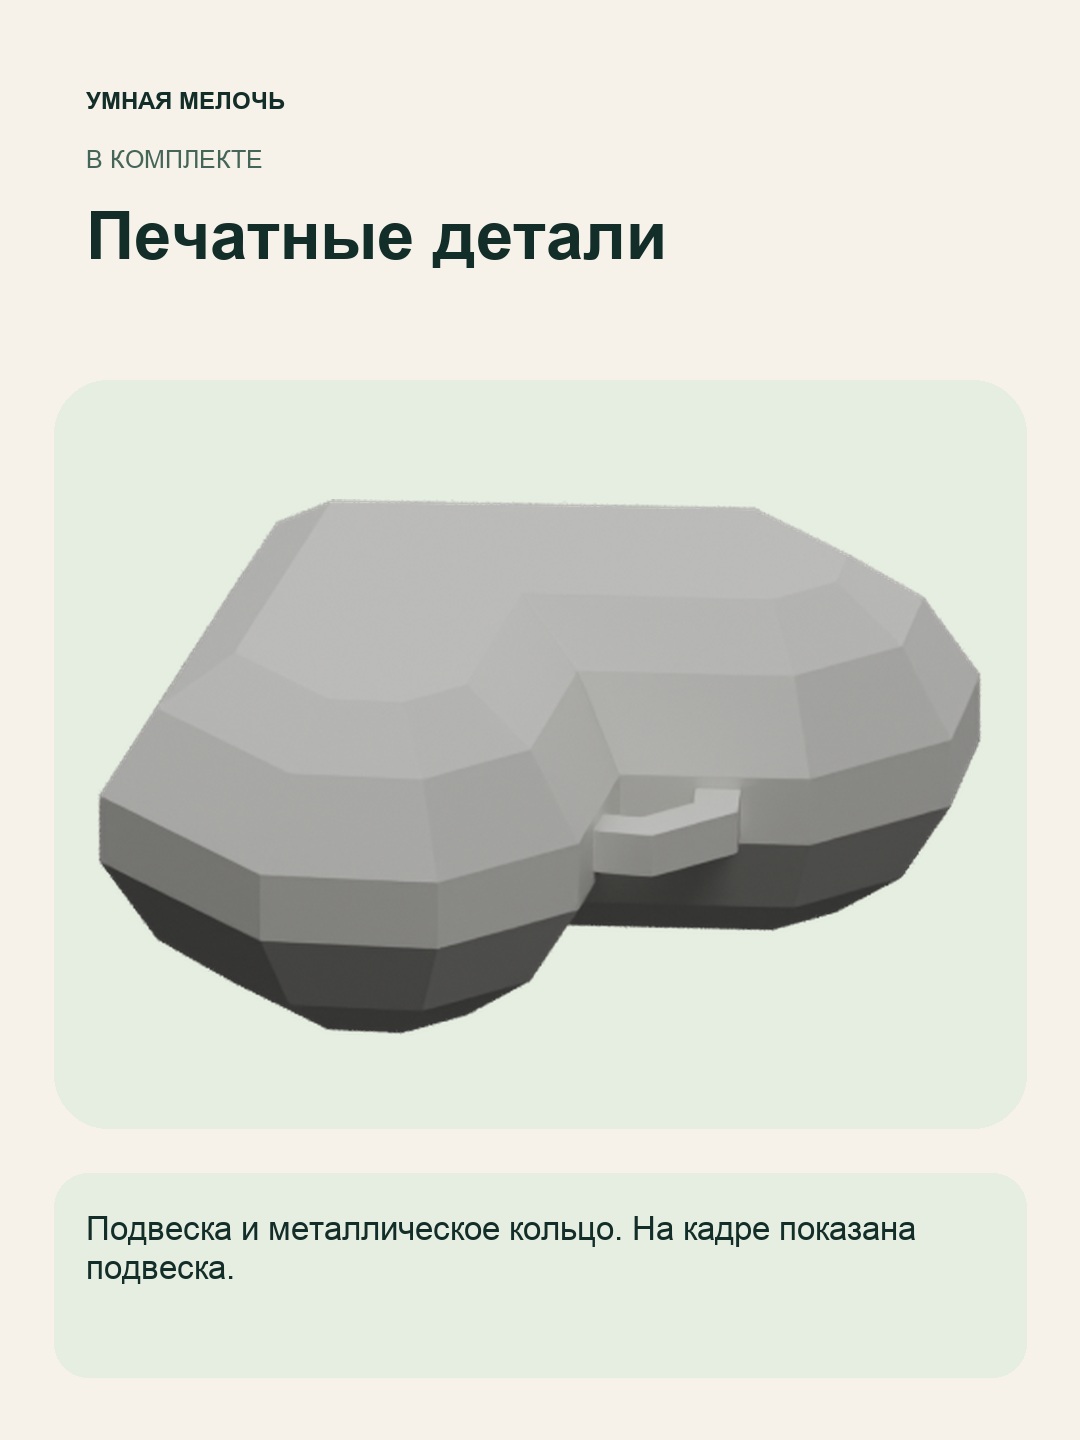 УМНАЯ МЕЛОЧЬ
В КОМПЛЕКТЕ
Печатные детали
Подвеска и металлическое кольцо. На кадре показана
подвеска.